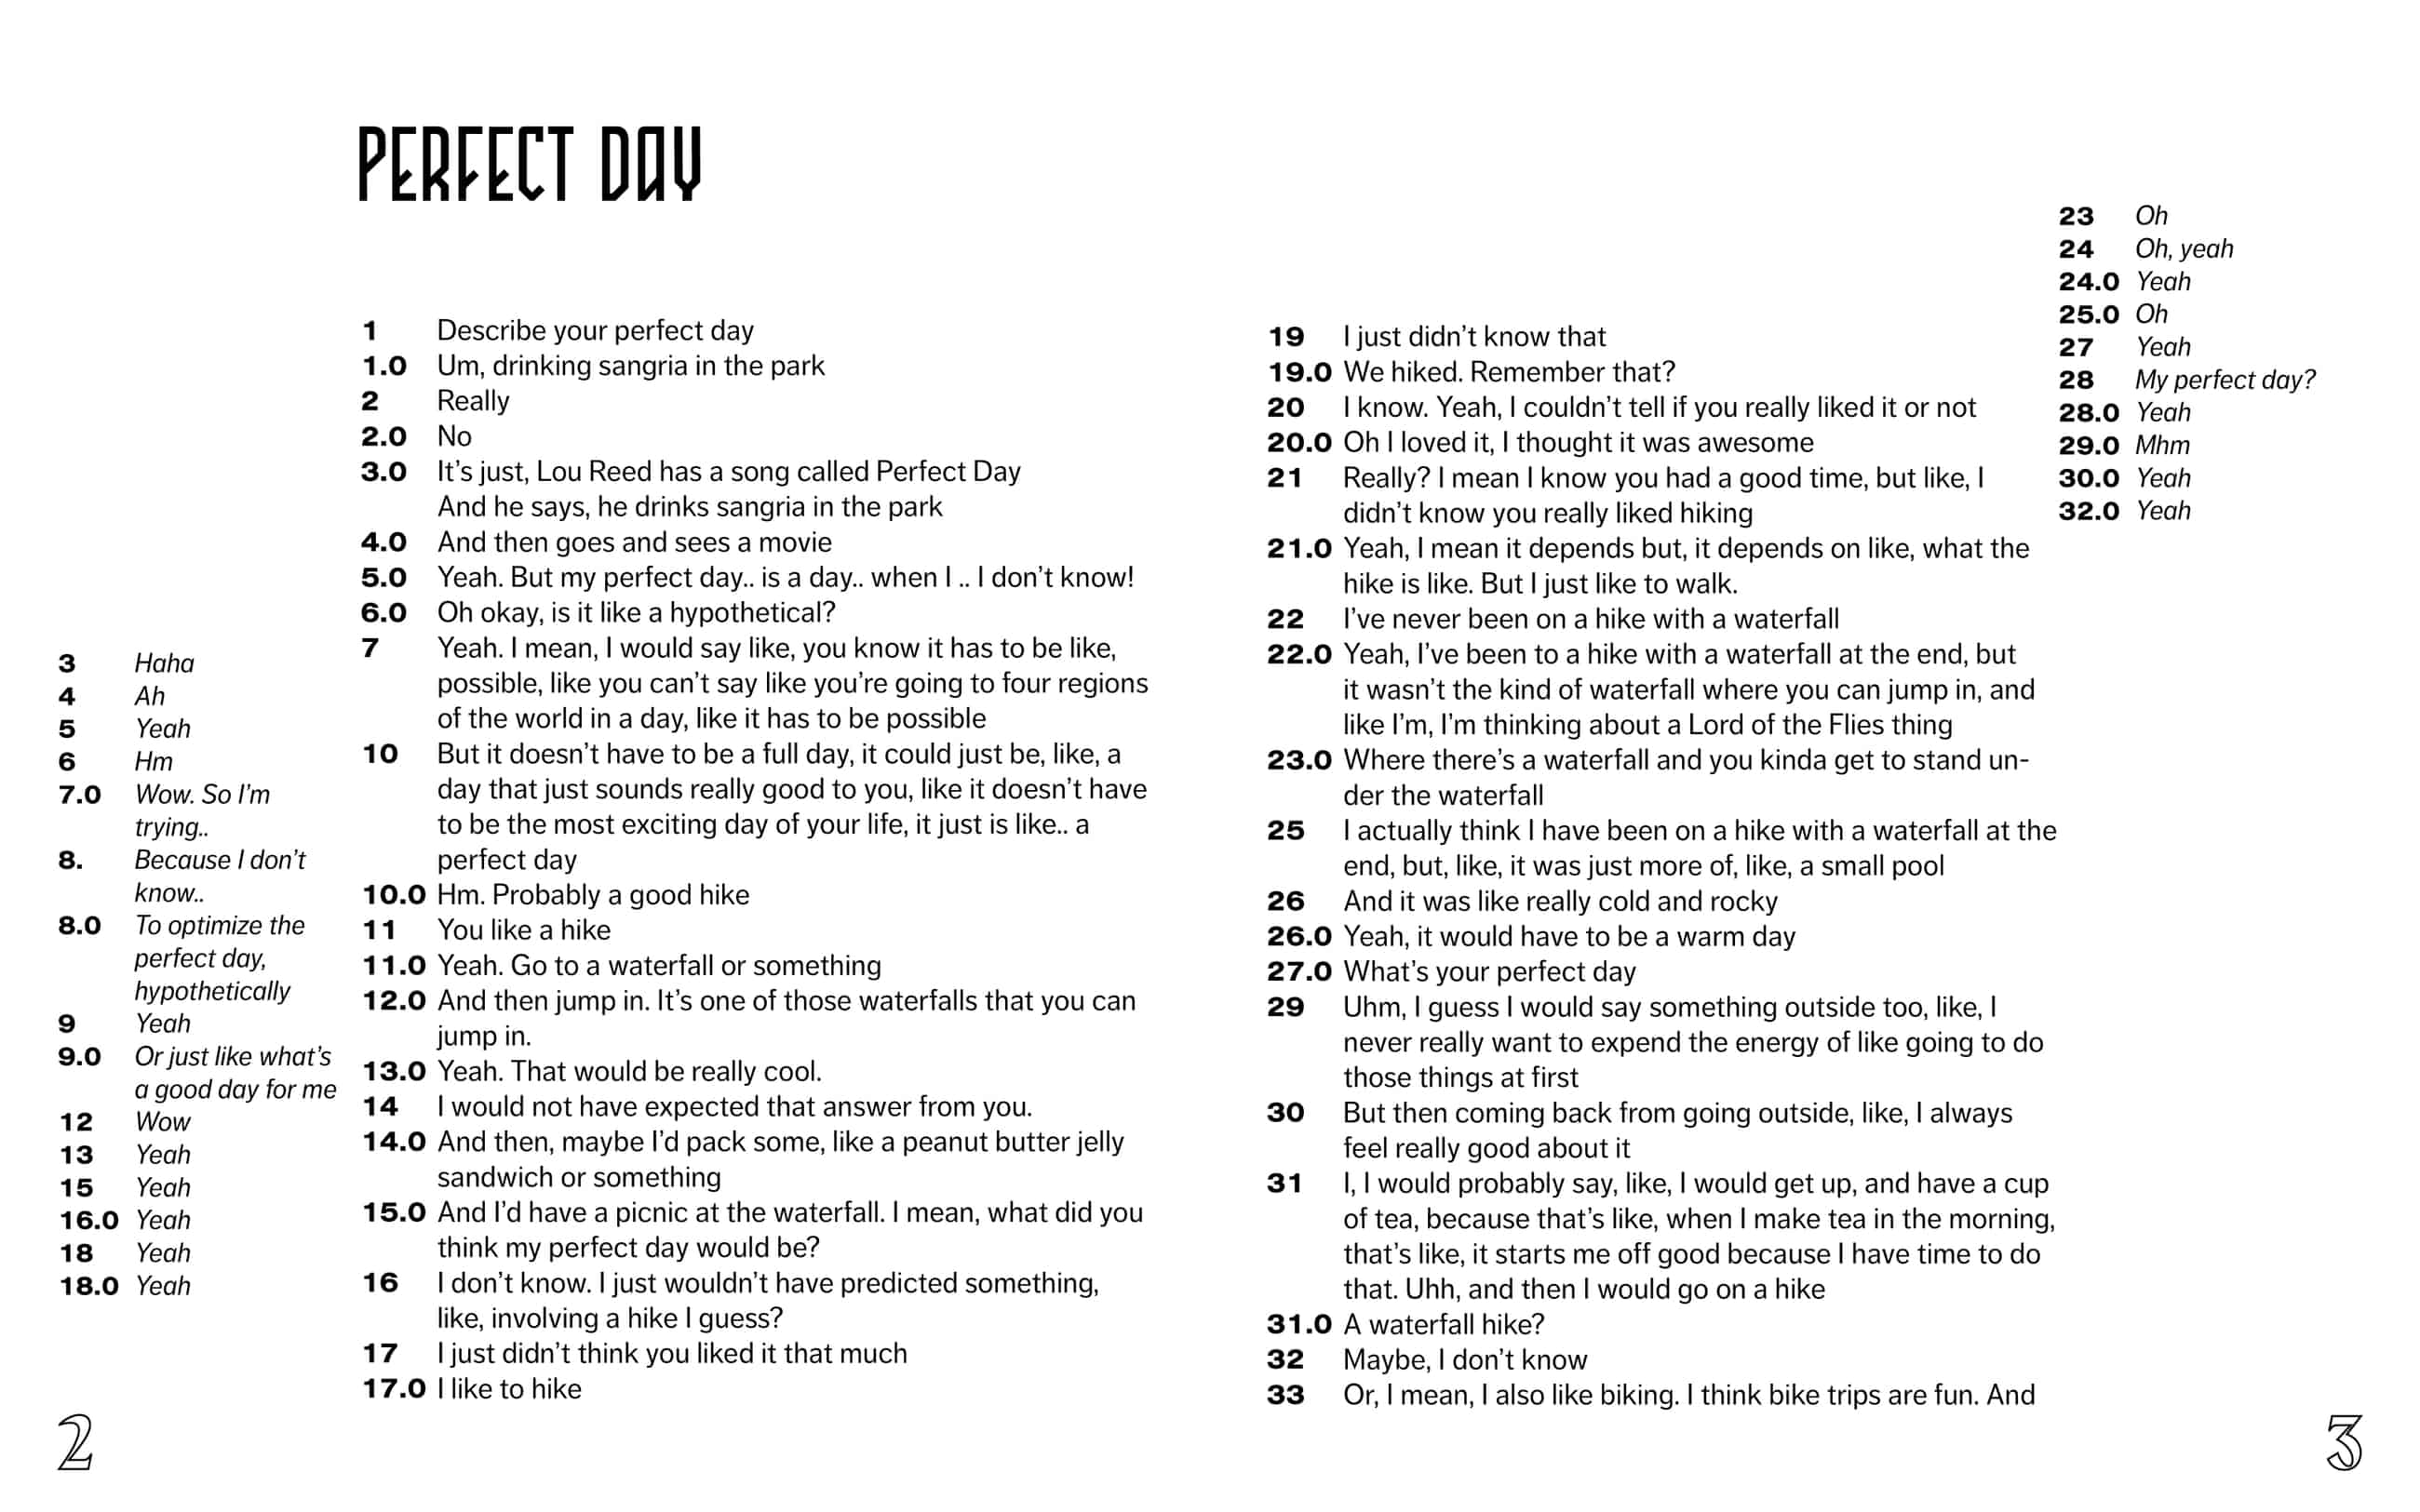 PERFECT DAY
1 Describe your perfect day
1.0 Um, drinking sangria in the park
2 Really
2.0 No
3.0 It's just, Lou Reed has a song called Perfect Day
And he says, he drinks sangria in the park
4.0 And then goes and sees a movie
5.0 Yeah. But my perfect day.. is a day.. when I .. I don't know!
6.0 Oh okay, is it like a hypothetical?
7 Yeah. I mean, I would say like, you know it has to be like,
possible, like you can't say like you're going to four regions
of the world in a day, like it has to be possible
10 But it doesn't have to be a full day, it could just be, like, a
day that just sounds really good to you, like it doesn't have
to be the most exciting day of your life, it just is like.. a
perfect day
10.0 Hm. Probably a good hike
11 You like a hike
11.0 Yeah. Go to a waterfall or something
12.0 And then jump in. It's one of those waterfalls that you can
jump in.
13.0 Yeah. That would be really cool.
14 I would not have expected that answer from you.
14.0 And then, maybe I'd pack some, like a peanut butter jelly
sandwich or something
15.0 And I'd have a picnic at the waterfall. I mean, what did you
think my perfect day would be?
16 I don't know. I just wouldn't have predicted something,
like, involving a hike I guess?
17 I just didn't think you liked it that much
17.0 I like to hike
3 Haha
4 Ah
5 Yeah
6 Hm
7.0 Wow. So I'm
trying..
8. Because I don't
know..
8.0 To optimize the
perfect day,
hypothetically
9 Yeah
9.0 Or just like what's
a good day for me
12 Wow
13 Yeah
15 Yeah
16.0 Yeah
18 Yeah
18.0 Yeah
2
19 I just didn't know that
19.0 We hiked. Remember that?
20 I know. Yeah, I couldn't tell if you really liked it or not
20.0 Oh I loved it, I thought it was awesome
21 Really? I mean I know you had a good time, but like, I
didn't know you really liked hiking
21.0 Yeah, I mean it depends but, it depends on like, what the
hike is like. But I just like to walk.
22 I've never been on a hike with a waterfall
22.0 Yeah, I've been to a hike with a waterfall at the end, but
it wasn't the kind of waterfall where you can jump in, and
like I'm, I'm thinking about a Lord of the Flies thing
23.0 Where there's a waterfall and you kinda get to stand un-
der the waterfall
25 I actually think I have been on a hike with a waterfall at the
end, but, like, it was just more of, like, a small pool
26 And it was like really cold and rocky
26.0 Yeah, it would have to be a warm day
27.0 What's your perfect day
29 Uhm, I guess I would say something outside too, like, I
never really want to expend the energy of like going to do
those things at first
30 But then coming back from going outside, like, I always
feel really good about it
31 I, I would probably say, like, I would get up, and have a cup
of tea, because that's like, when I make tea in the morning,
that's like, it starts me off good because I have time to do
that. Uhh, and then I would go on a hike
31.0 A waterfall hike?
32 Maybe, I don't know
33 Or, I mean, I also like biking. I think bike trips are fun. And
23 Oh
24 Oh, yeah
24.0 Yeah
25.0 Oh
27 Yeah
28 My perfect day?
28.0 Yeah
29.0 Mhm
30.0 Yeah
32.0 Yeah
3